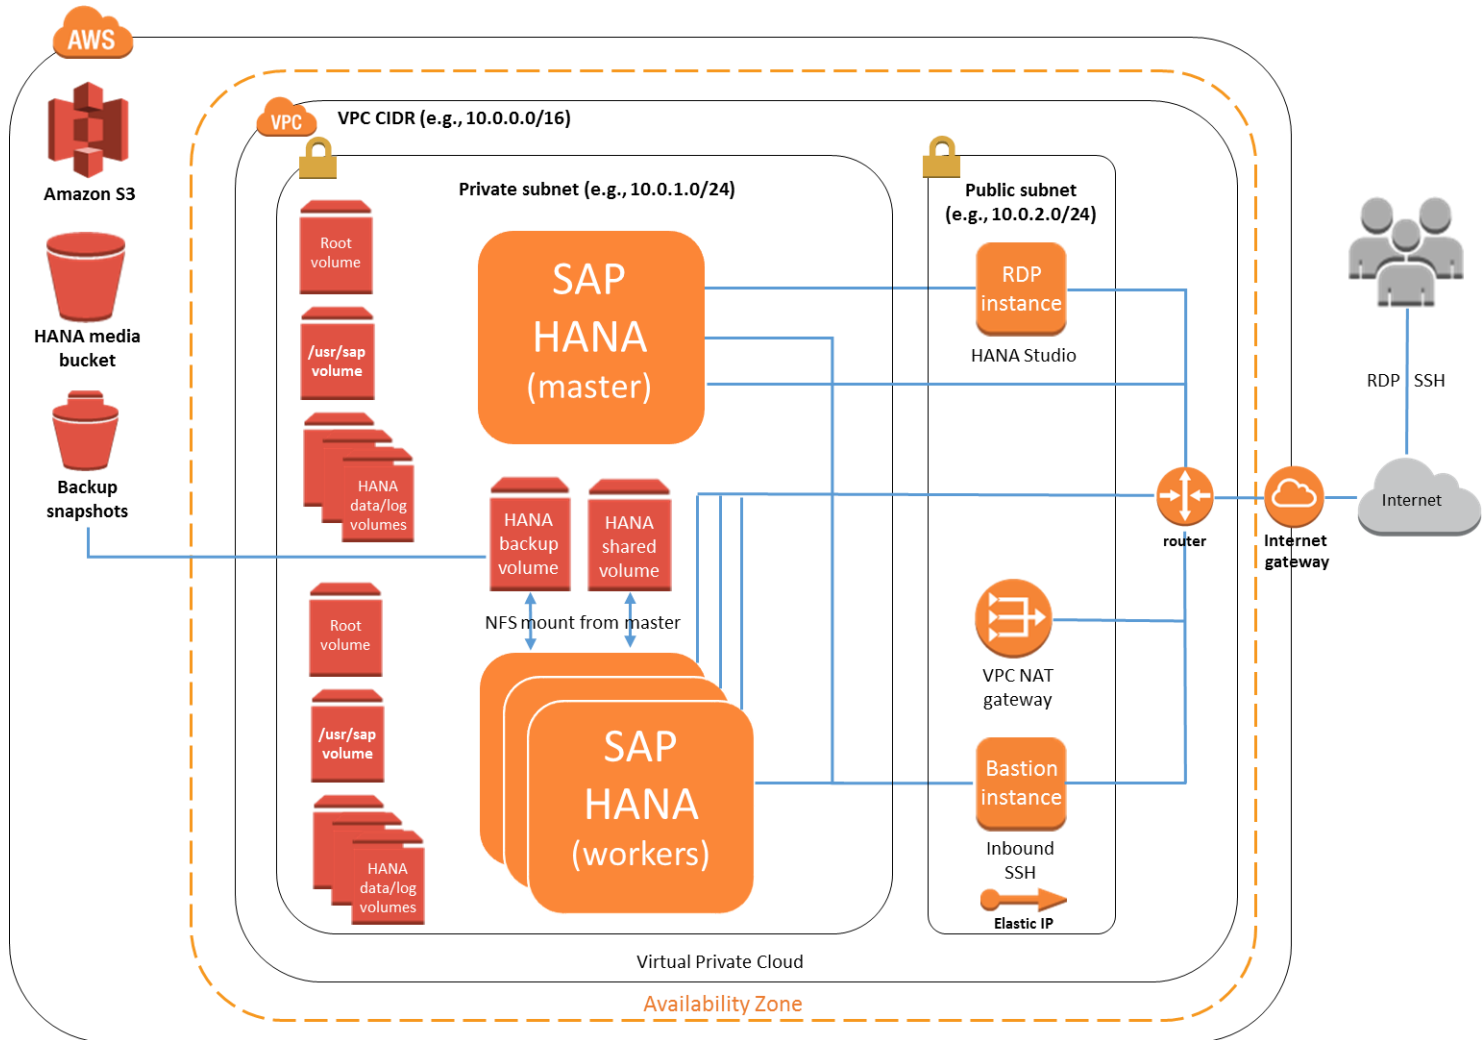 AWS
Amazon S3
HANA media
bucket
Backup
snapshots
VPC
VPC CIDR (e.g., 10.0.0.0/16)
Private subnet (e.g., 10.0.1.0/24)
Root
volume
/usr/sap
volume
HANA
data/log
volumes
SAP
HANA
(master)
HANA
backup
volume
HANA
shared
volume
NFS mount from master
Root
volume
/usr/sap
volume
HANA
data/log
volumes
SAP
HANA
(workers)
Public subnet
(e.g., 10.0.2.0/24)
RDP
instance
HANA Studio
router
VPC NAT
gateway
Bastion
instance
Inbound
SSH
Elastic IP
Internet
gateway
RDP
SSH
Internet
Virtual Private Cloud
Availability Zone